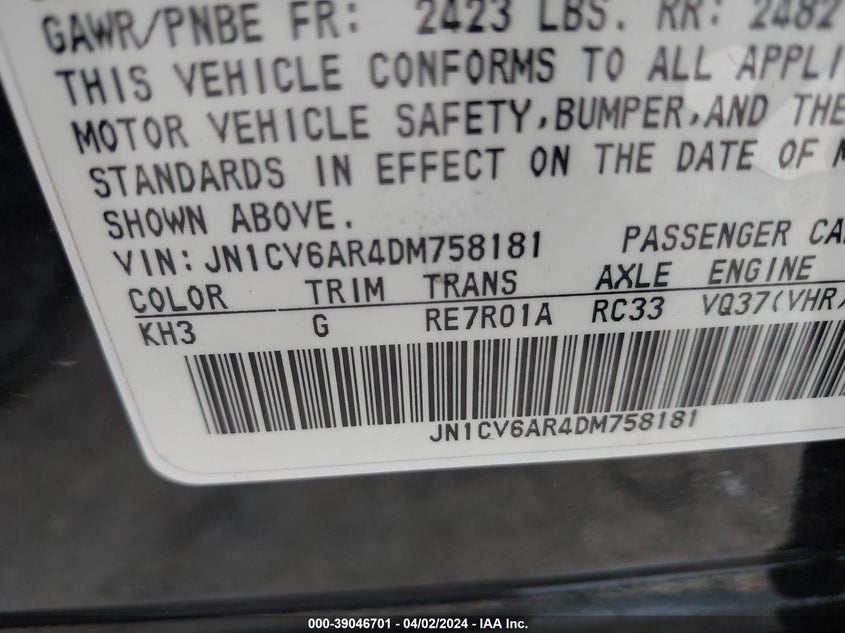 GAWR/PNBE FR: 2423 LBS. RR: 2482
THIS VEHICLE CONFORMS TO ALL
MOTOR VEHICLE SAFETY,BUMPER,AND THE
STANDARDS IN EFFECT ON THE DATE OF
SHOWN ABOVE.
VIN: JN1CV6AR4DM758181 PASSENGER
COLOR TRIM TRANS AXLE ENGINE
KH3 G RE7R01A RC33 VQ37(VHR)
JN1CV6AR4DM758181
000-39046701 - 04/02/2024 - IAA Inc.